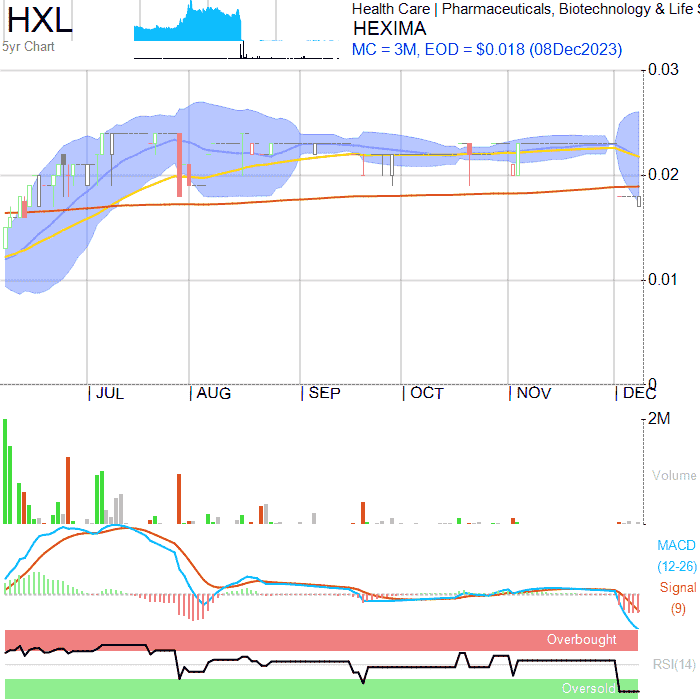 HXL
5yr Chart
Health Care | Pharmaceuticals, Biotechnology & Life S
HEXIMA
MC = 3M, EOD = $0.018 (08Dec2023)
0.03
0.02
0.01
0
JUL AUG SEP OCT NOV DEC
2M
Volume
MACD
(12-26)
Signal
(9)
Overbought
RSI(14)
Oversold